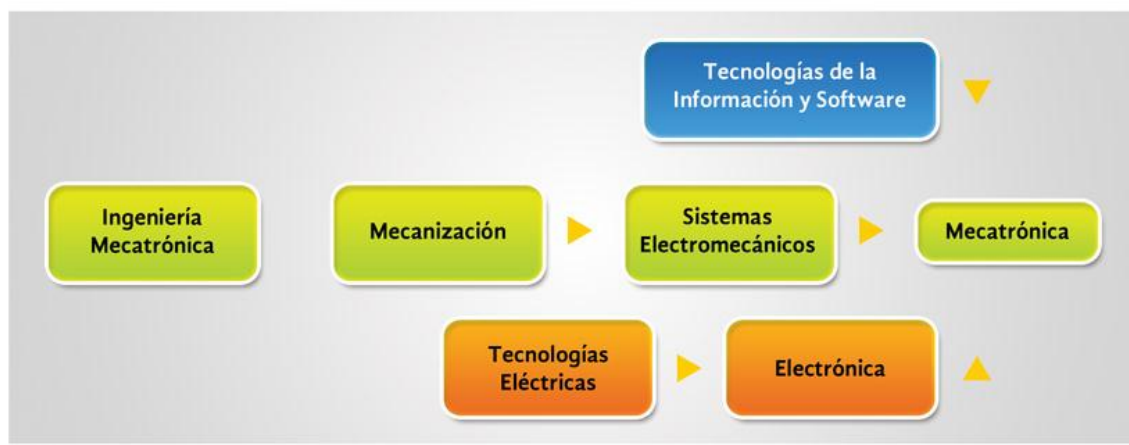 Tecnologías de la
Información y Software
Ingeniería
Mecatrónica
Mecanización
Sistemas
Electromecánicos
Mecatrónica
Tecnologías
Eléctricas
Electrónica